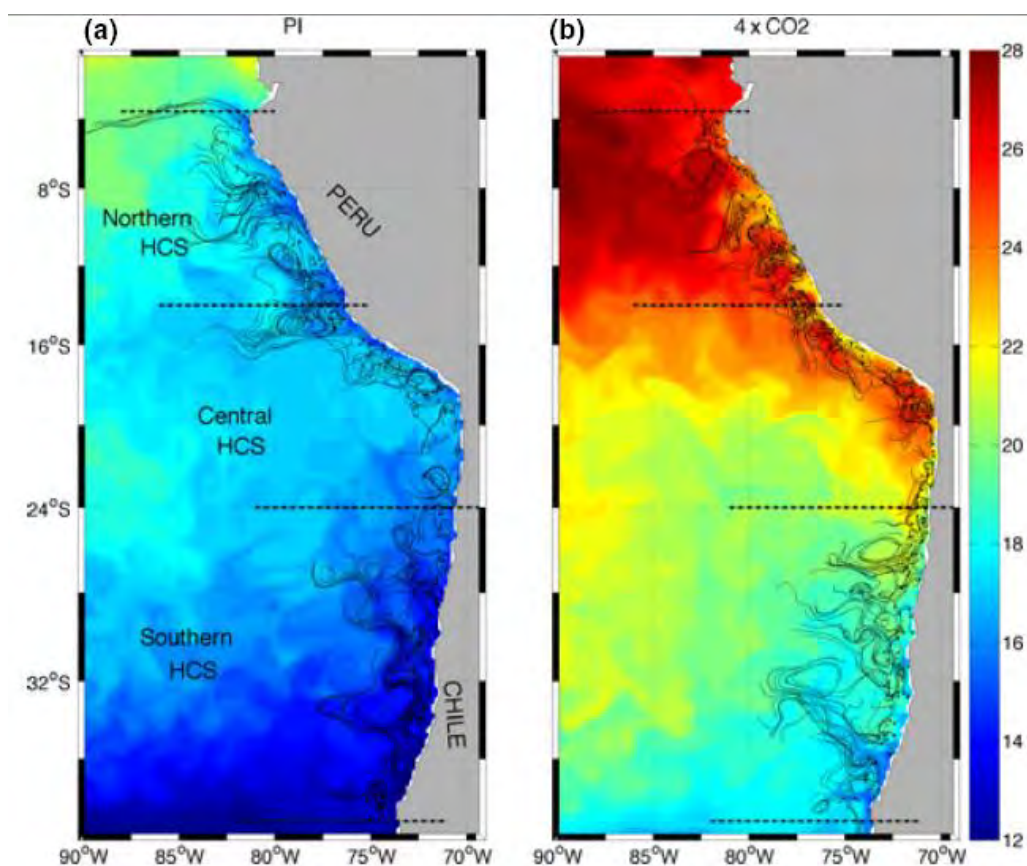 (a)
PI
(b)
4 x CO2
28
26
24
22
20
18
16
14
12
8°S
16°S
24°S
32°S
Northern
HCS
PERU
Central
HCS
Southern
HCS
CHILE
90°W
85°W
80°W
75°W
70°W
90°W
85°W
80°W
75°W
70°W